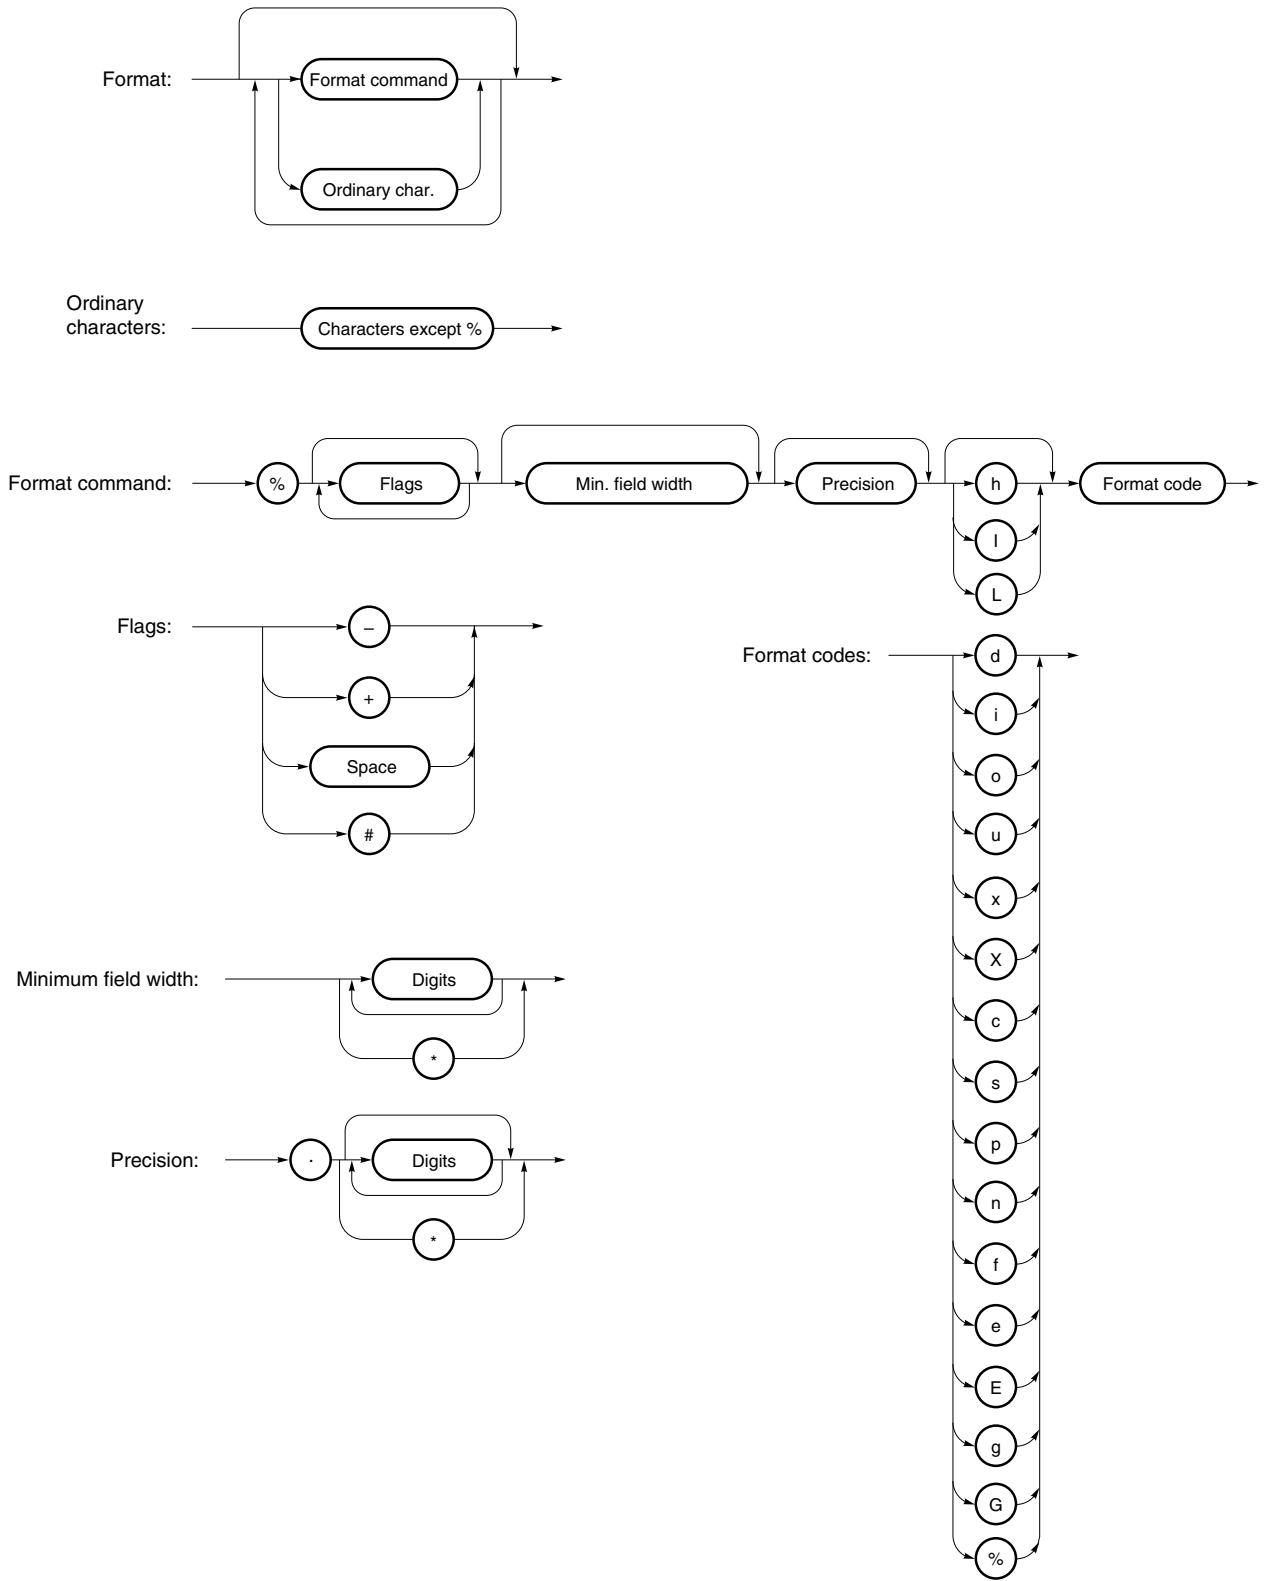 Format:
Format command
Ordinary char.
Ordinary
characters:
Characters except %
Format command:
%
Flags
Min. field width
Precision
h
Format code
l
L
Flags:
–
+
Space
#
Format codes:
d
i
o
u
x
X
c
s
p
n
f
e
E
g
G
%
Minimum field width:
Digits
*
Precision:
.
Digits
*